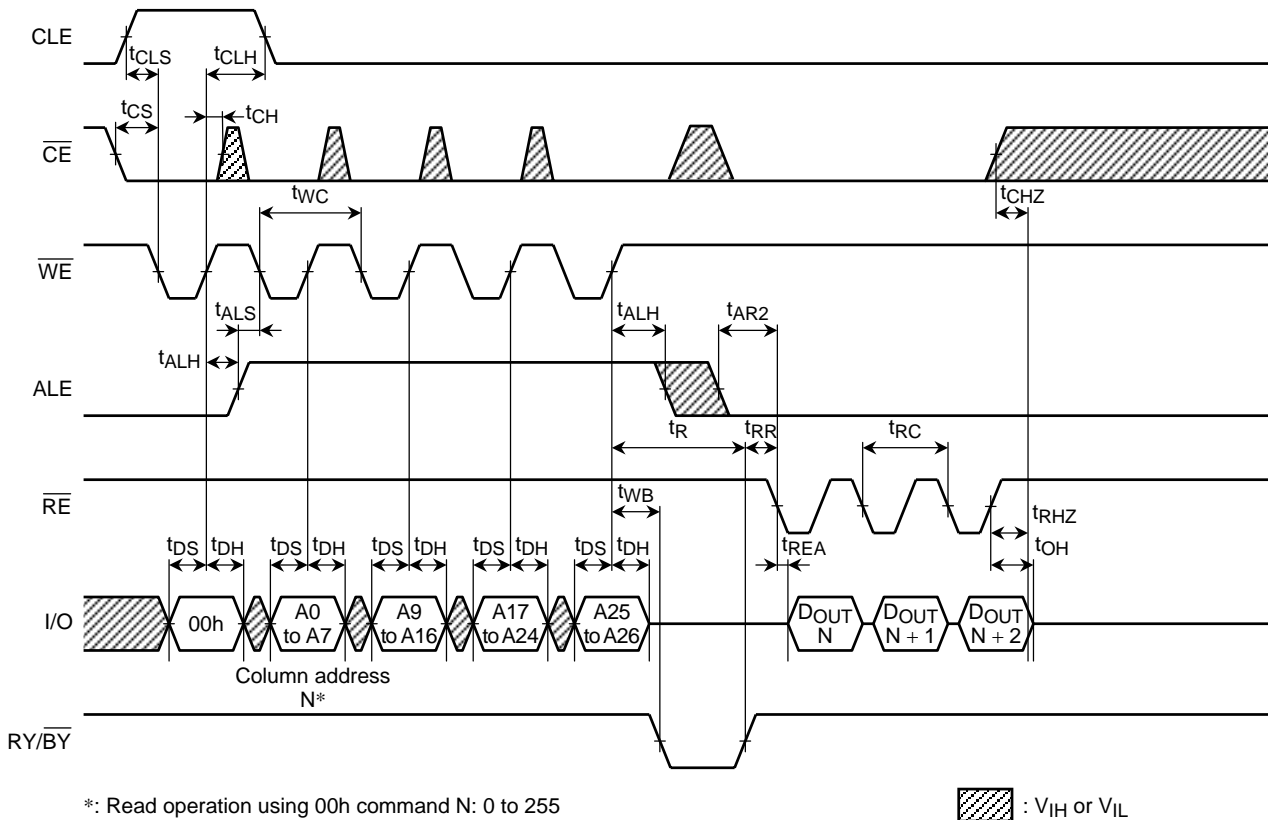 CLE
tCLS
tCLH
tCS
tCH
CE
tWC
tCHZ
WE
tALS
tALH
tAR2
tALH
ALE
tR
tRR
tRC
RE
tWB
tRHZ
tDS
tDH
tDS
tDH
tDS
tDH
tDS
tDH
tDS
tDH
tREA
tOH
I/O
00h
A0
to A7
A9
to A16
A17
to A24
A25
to A26
DOUT
N
DOUT
N + 1
DOUT
N + 2
Column address
N*
RY/BY
*: Read operation using 00h command N: 0 to 255
: VIH or VIL